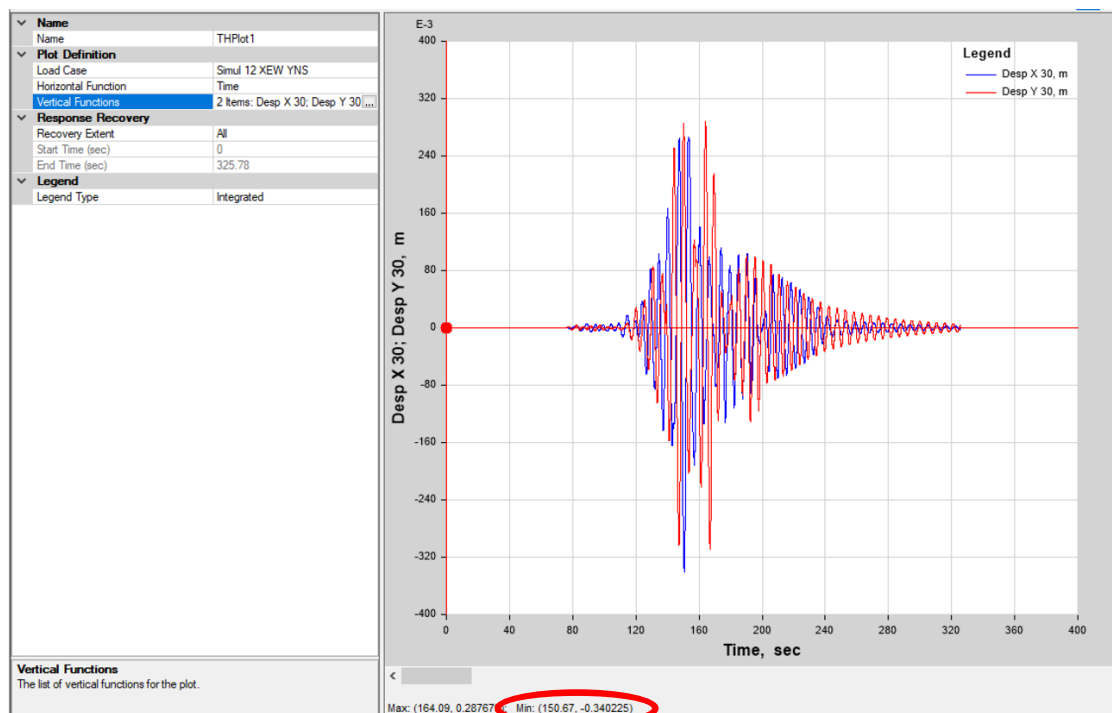 Name
Name THPlot1
Plot Definition
Load Case Simul 12 XEW YNS
Horizontal Function Time
Vertical Functions 2 Items: Desp X 30; Desp Y 30 ...
Response Recovery
Recovery Extent All
Start Time (sec) 0
End Time (sec) 325.78
Legend
Legend Type Integrated
Vertical Functions
The list of vertical functions for the plot.
E-3
400
320
240
160
80
0
-80
-160
-240
-320
-400
Desp X 30; Desp Y 30, m
Legend
Desp X 30, m
Desp Y 30, m
0 40 80 120 160 200 240 280 320 360 400
Time, sec
Max: (164.09, 0.28767 Min: (150.67, -0.340225)